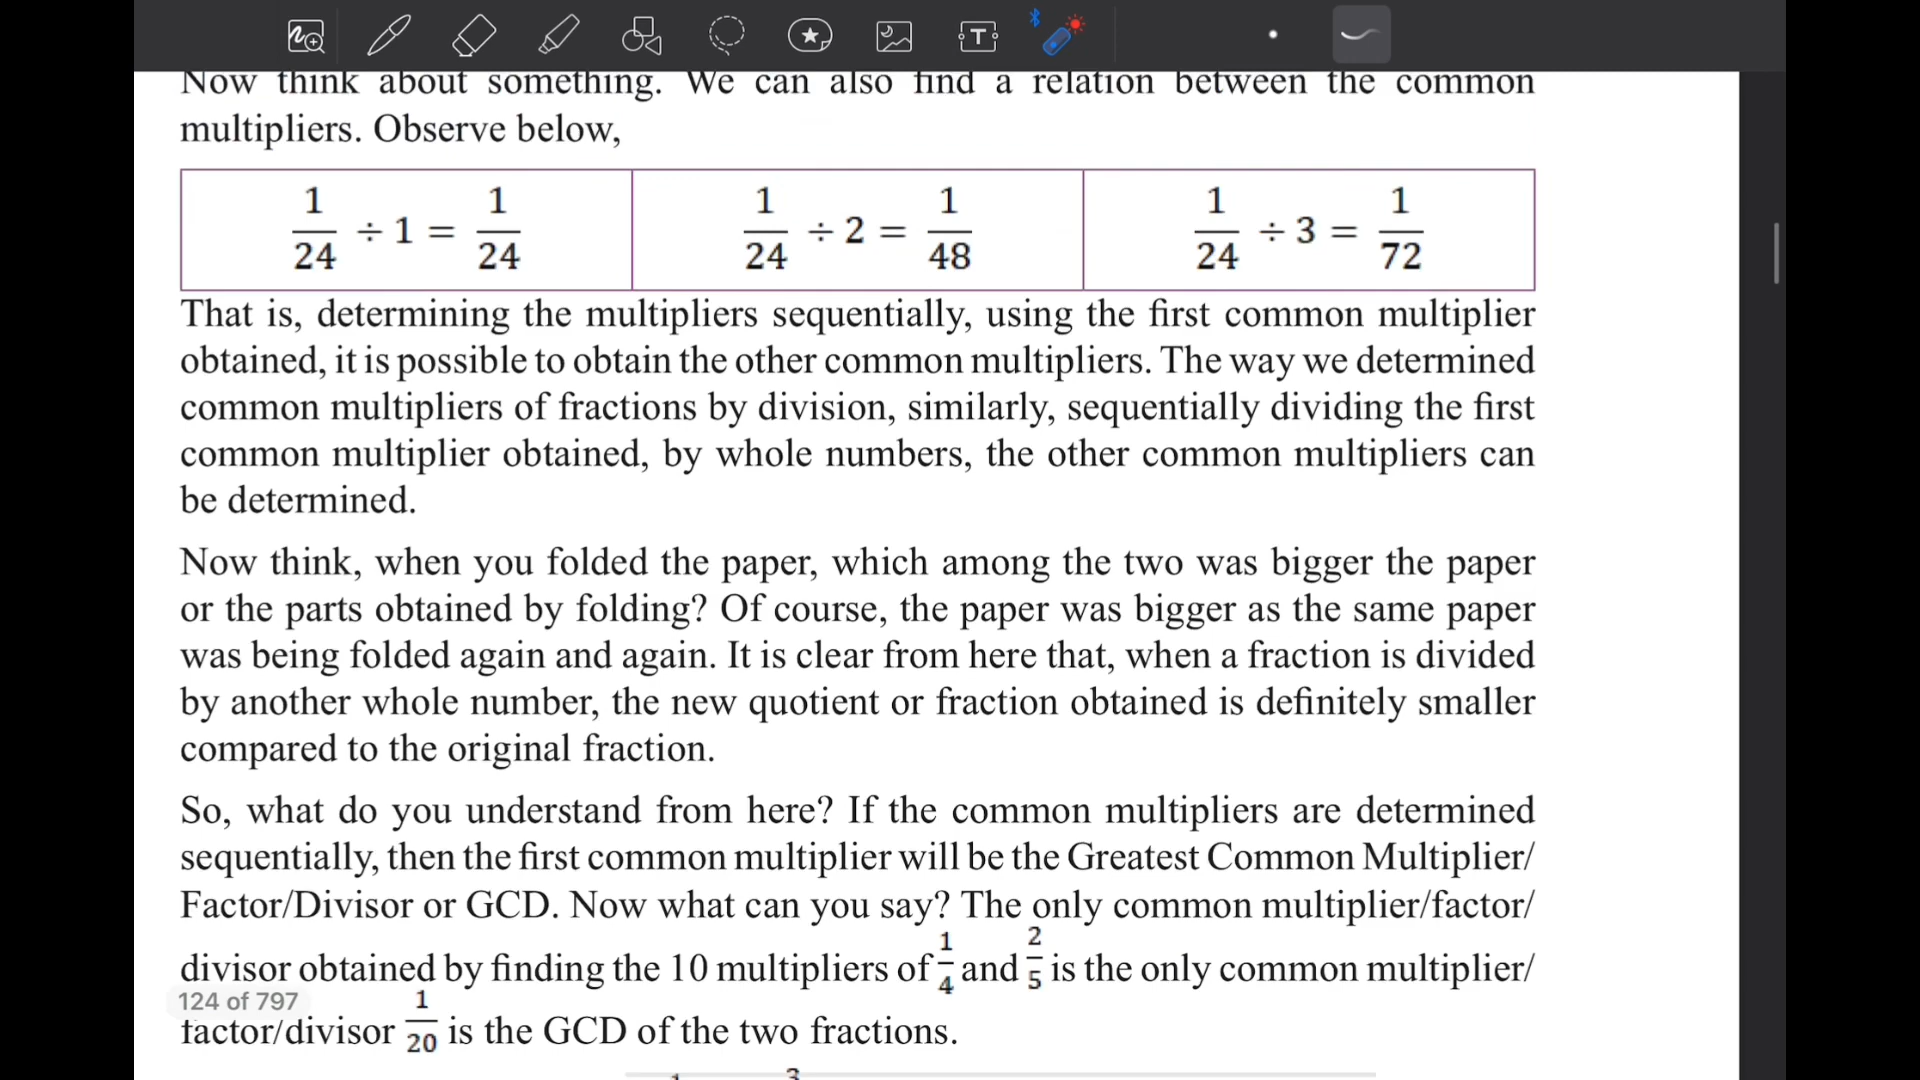 Now think about something. We can also find a relation between the common
multipliers. Observe below,
1/24 ÷ 1 = 1/24
1/24 ÷ 2 = 1/48
1/24 ÷ 3 = 1/72
That is, determining the multipliers sequentially, using the first common multiplier
obtained, it is possible to obtain the other common multipliers. The way we determined
common multipliers of fractions by division, similarly, sequentially dividing the first
common multiplier obtained, by whole numbers, the other common multipliers can
be determined.
Now think, when you folded the paper, which among the two was bigger the paper
or the parts obtained by folding? Of course, the paper was bigger as the same paper
was being folded again and again. It is clear from here that, when a fraction is divided
by another whole number, the new quotient or fraction obtained is definitely smaller
compared to the original fraction.
So, what do you understand from here? If the common multipliers are determined
sequentially, then the first common multiplier will be the Greatest Common Multiplier/
Factor/Divisor or GCD. Now what can you say? The only common multiplier/factor/
divisor obtained by finding the 10 multipliers of 1/4 and 2/5 is the only common multiplier/
124 of 797
factor/divisor 1/20 is the GCD of the two fractions.